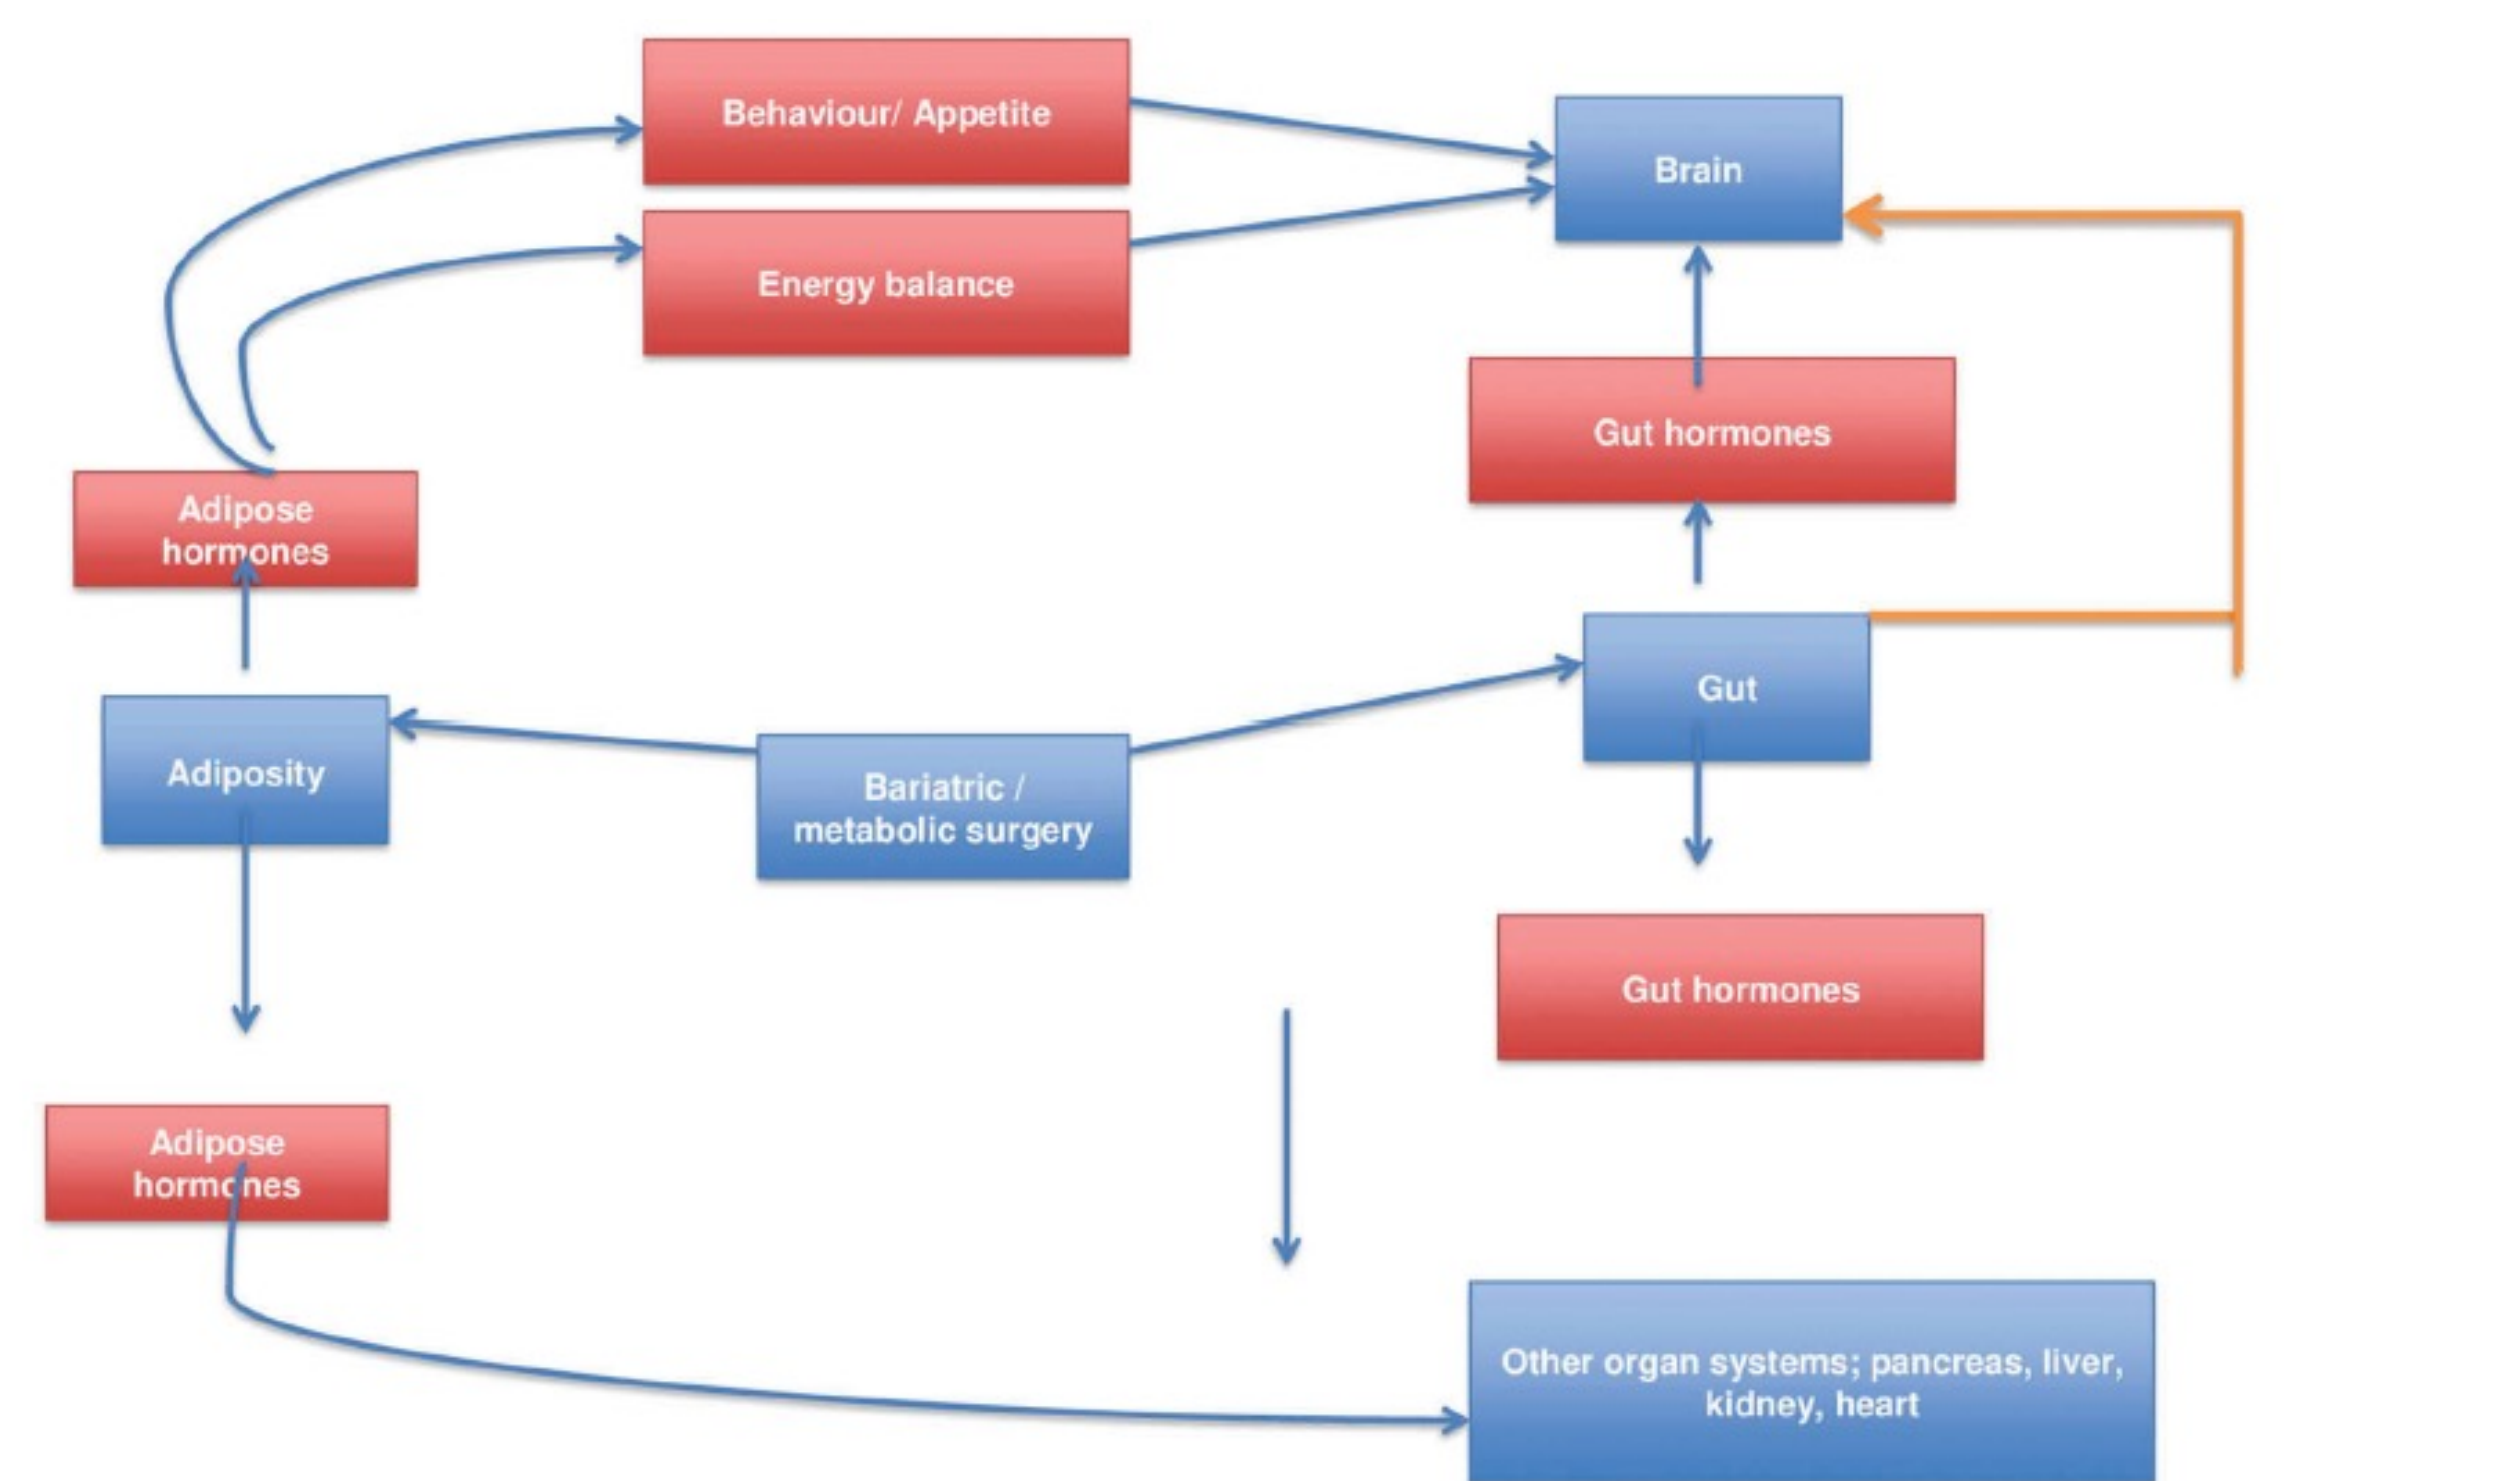 Behaviour/ Appetite
Brain
Energy balance
Gut hormones
Adipose
hormones
Gut
Adiposity
Bariatric /
metabolic surgery
Gut hormones
Adipose
hormones
Other organ systems; pancreas, liver,
kidney, heart